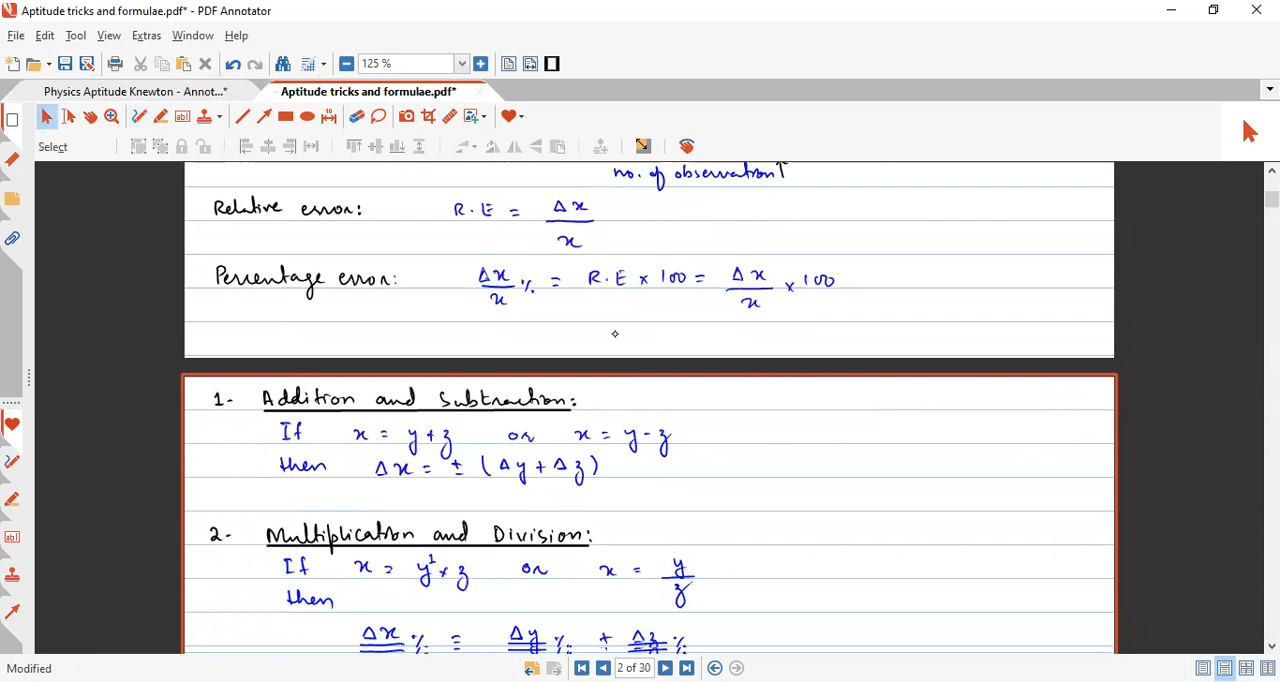 Aptitude tricks and formulae.pdf* - PDF Annotator
File Edit Tool View Extras Window Help
125 %
Physics Aptitude Knewton - Annot...* Aptitude tricks and formulae.pdf*
Select
no. of observation↑
Relative error: R.E = Δx/x
Percentage error: Δx/x % = R.E × 100 = Δx/x × 100
1- Addition and Subtraction:
If x = y + z or x = y - z
then Δx = ± (Δy + Δz)
2- Multiplication and Division:
If x = y¹ × z or x = y/z
then
Δx % = Δy % + Δz %
Modified 2 of 30